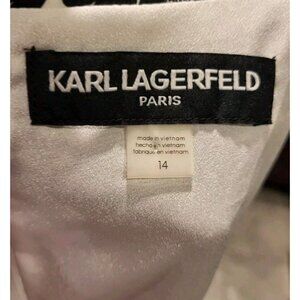 KARL LAGERFELD
PARIS
made in vietnam
hecho en vietnam
fabriqué en vietnam
14